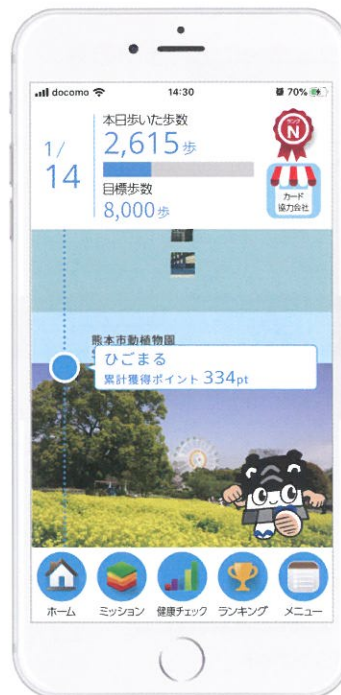 docomo 14:30 70%
1/14
本日歩いた歩数
2,615歩
目標歩数
8,000歩
ランク
N
カード
協力会社
熊本市動植物園
ひごまる
累計獲得ポイント 334pt
ホーム ミッション 健康チェック ランキング メニュー